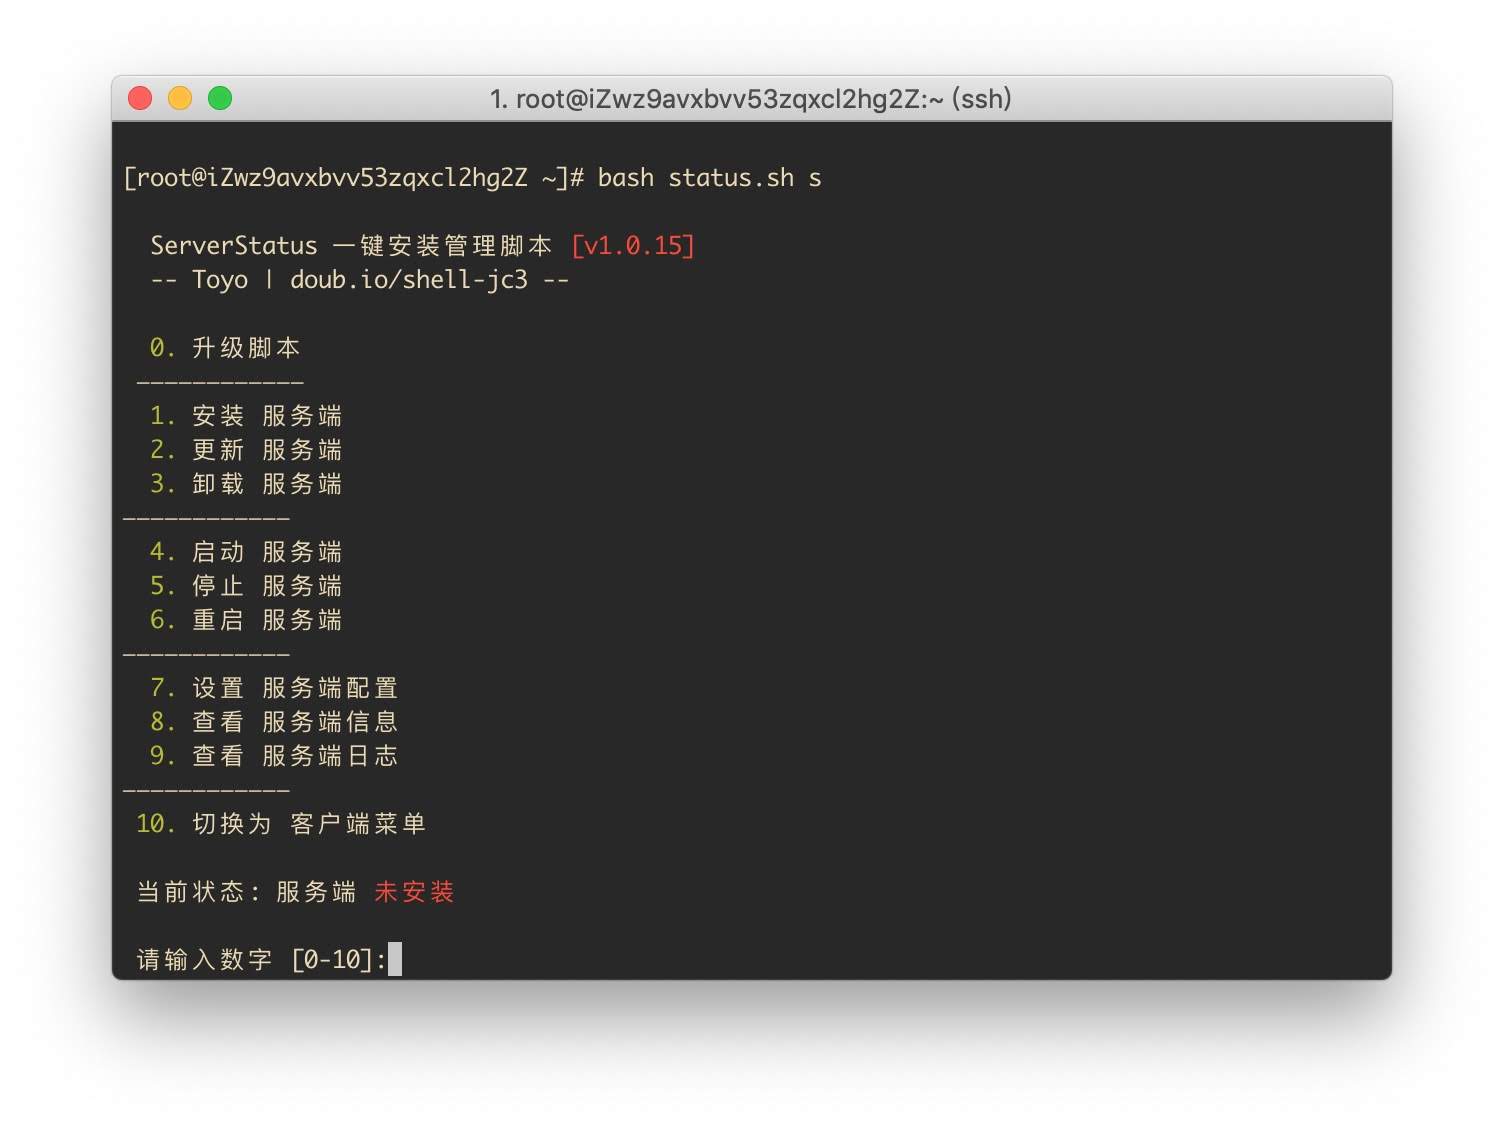 1. root@iZwz9avxbvv53zqxcl2hg2Z:~ (ssh)
[root@iZwz9avxbvv53zqxcl2hg2Z ~]# bash status.sh s
ServerStatus 一键安装管理脚本 [v1.0.15]
-- Toyo | doub.io/shell-jc3 --
0. 升级脚本
————————————
1. 安装 服务端
2. 更新 服务端
3. 卸载 服务端
————————————
4. 启动 服务端
5. 停止 服务端
6. 重启 服务端
————————————
7. 设置 服务端配置
8. 查看 服务端信息
9. 查看 服务端日志
————————————
10. 切换为 客户端菜单
当前状态: 服务端 未安装
请输入数字 [0-10]: